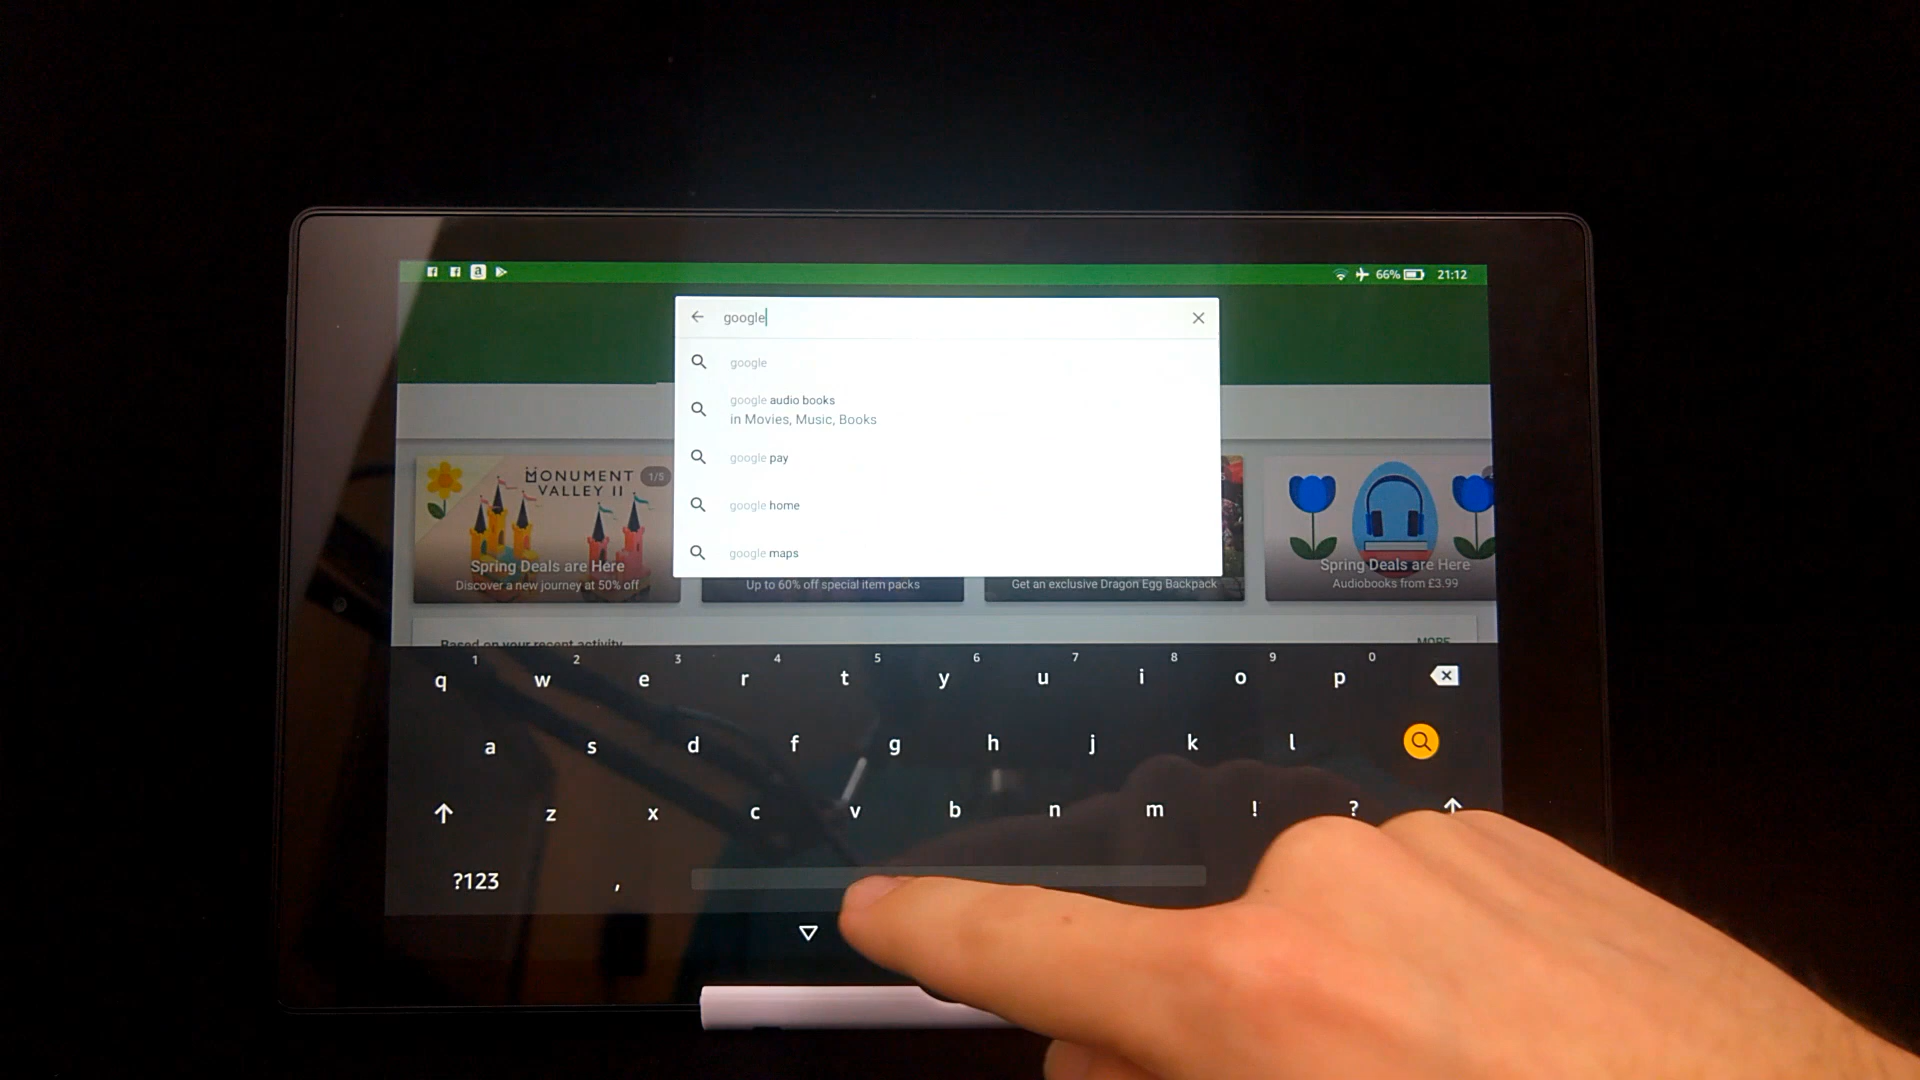 66% 21:12
google
google
google audio books
in Movies, Music, Books
google pay
google home
google maps
MONUMENT
VALLEY II
1/5
Spring Deals are Here
Discover a new journey at 50% off
Up to 60% off special item packs
Get an exclusive Dragon Egg Backpack
Spring Deals are Here
Audiobooks from £3.99
Based on your recent activity
MORE
1 2 3 4 5 6 7 8 9 0
q w e r t y u i o p
a s d f g h j k l
z x c v b n m ! ?
?123 ,